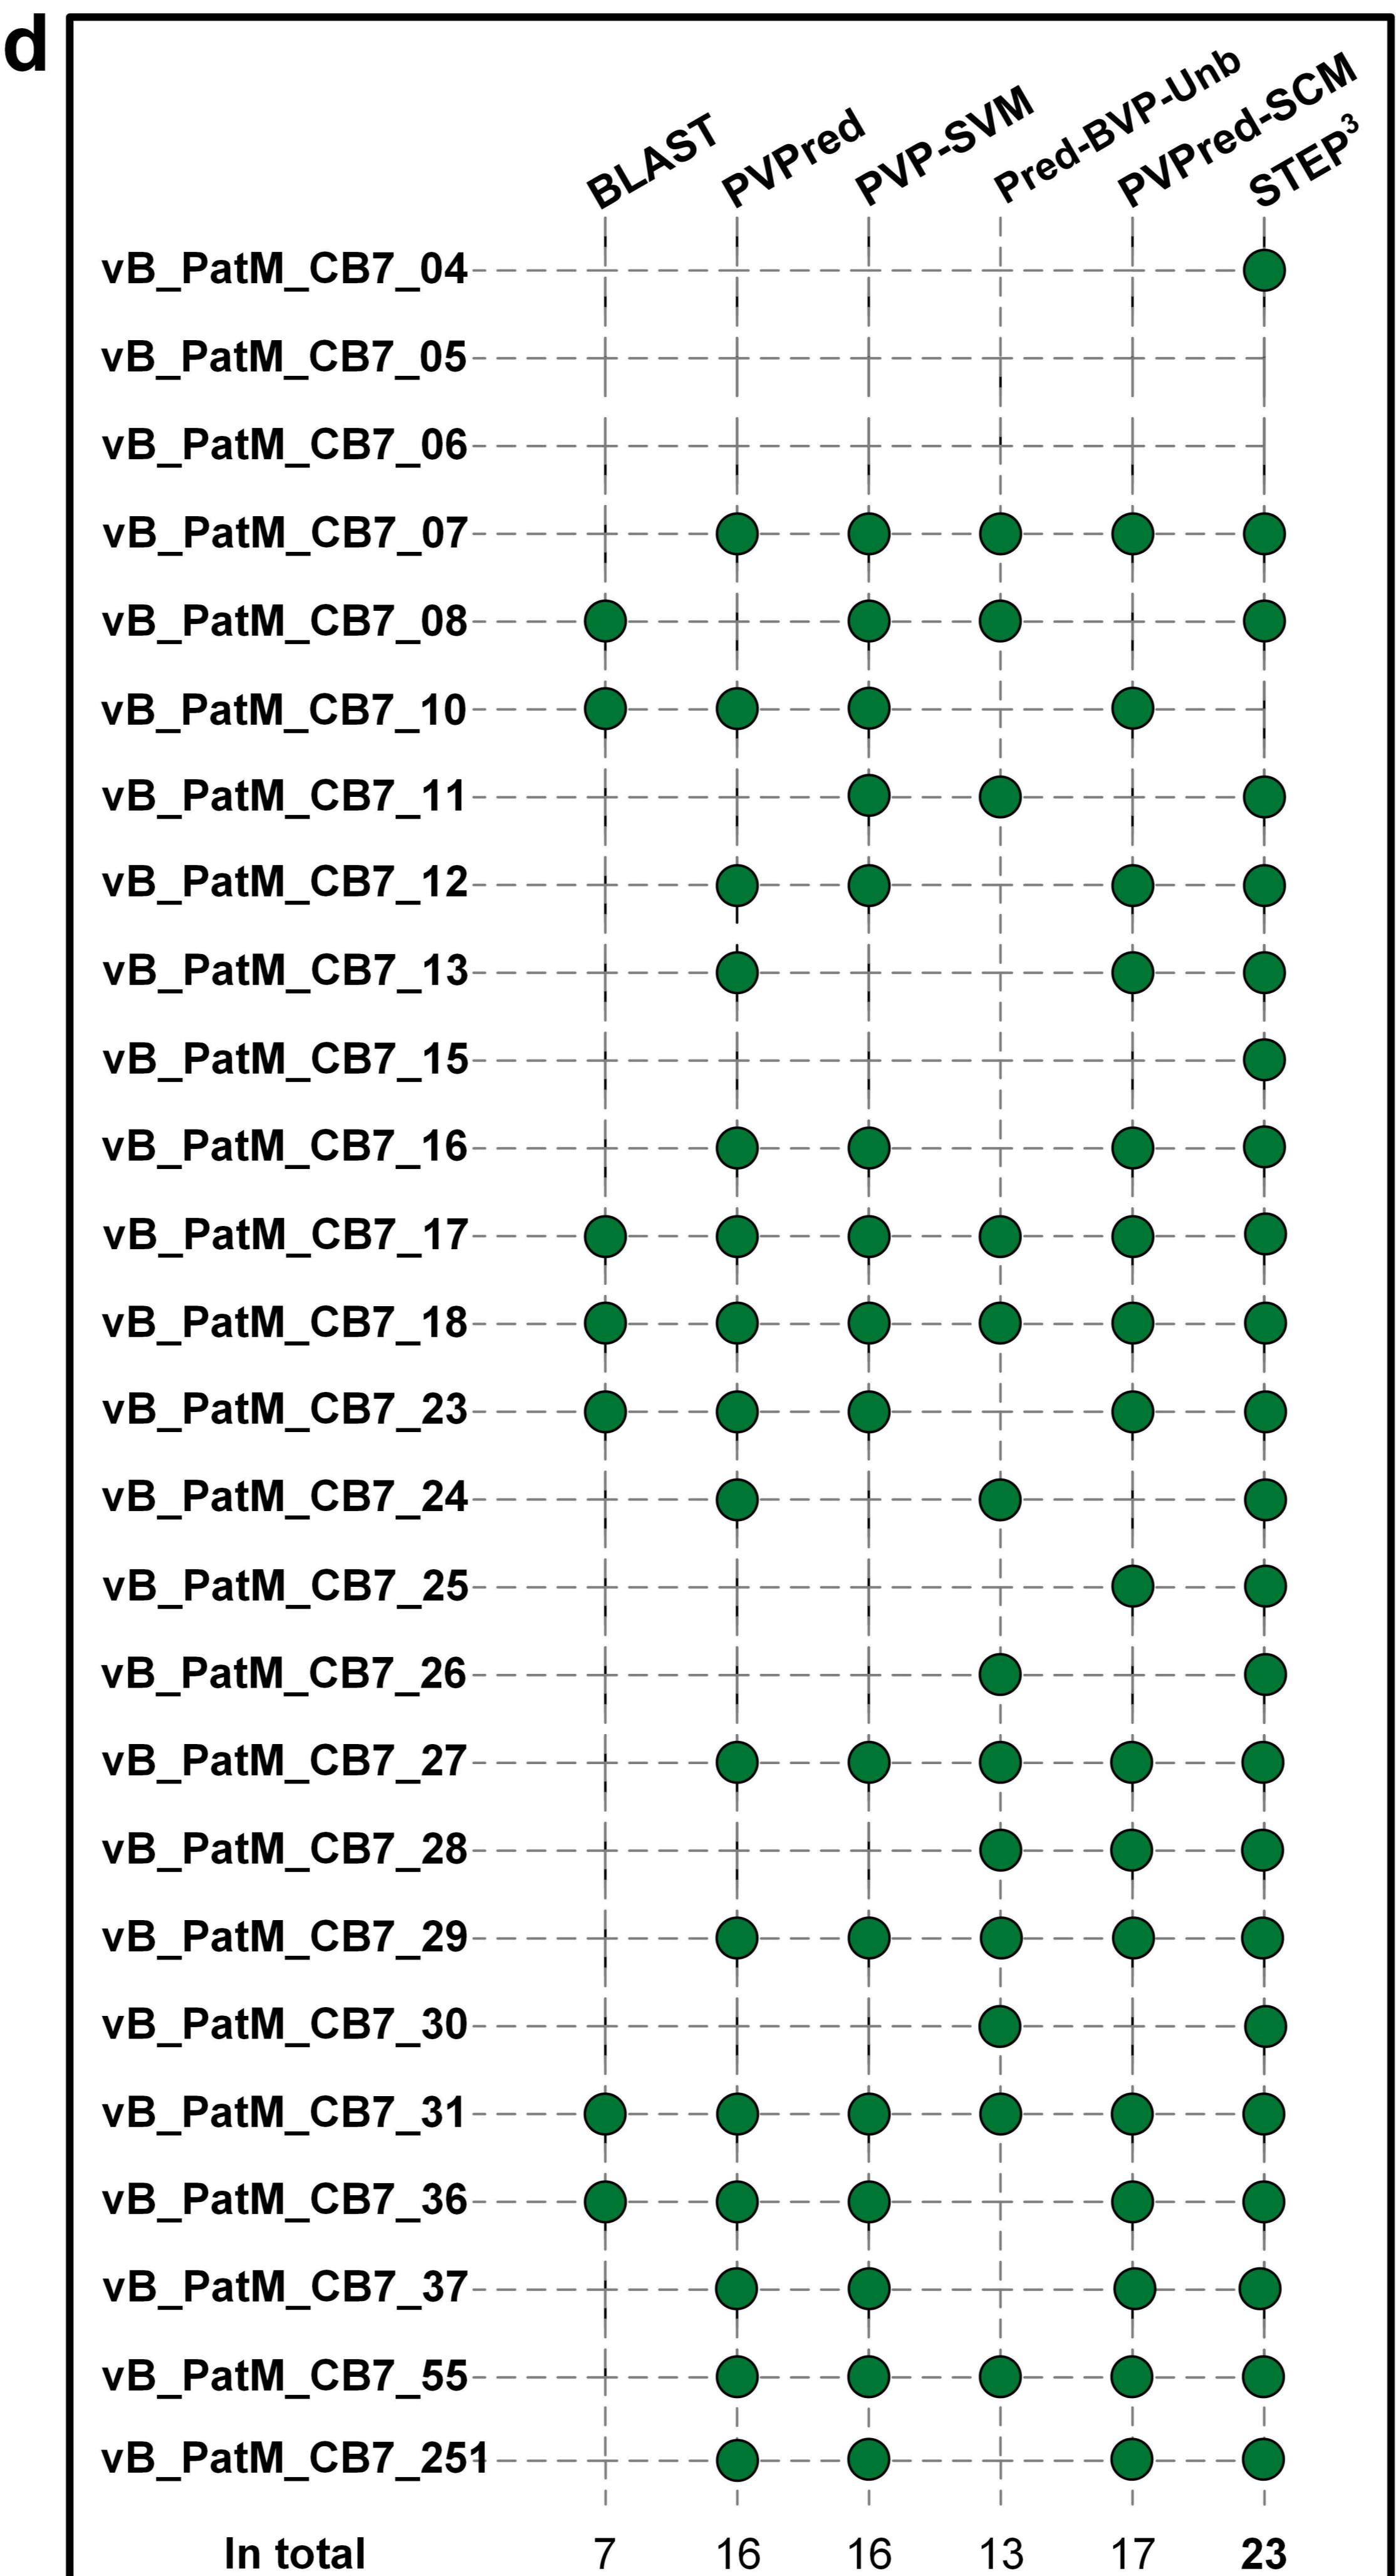 d
BLAST
PVPred
PVP-SVM
Pred-BVP-Unb
PVPred-SCM
STEP³
vB_PatM_CB7_04
vB_PatM_CB7_05
vB_PatM_CB7_06
vB_PatM_CB7_07
vB_PatM_CB7_08
vB_PatM_CB7_10
vB_PatM_CB7_11
vB_PatM_CB7_12
vB_PatM_CB7_13
vB_PatM_CB7_15
vB_PatM_CB7_16
vB_PatM_CB7_17
vB_PatM_CB7_18
vB_PatM_CB7_23
vB_PatM_CB7_24
vB_PatM_CB7_25
vB_PatM_CB7_26
vB_PatM_CB7_27
vB_PatM_CB7_28
vB_PatM_CB7_29
vB_PatM_CB7_30
vB_PatM_CB7_31
vB_PatM_CB7_36
vB_PatM_CB7_37
vB_PatM_CB7_55
vB_PatM_CB7_251
In total 7 16 16 13 17 23